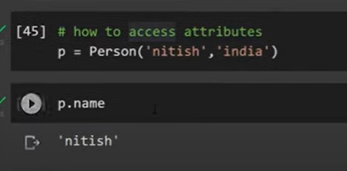 [45] # how to access attributes
p = Person('nitish','india')
p.name
'nitish'